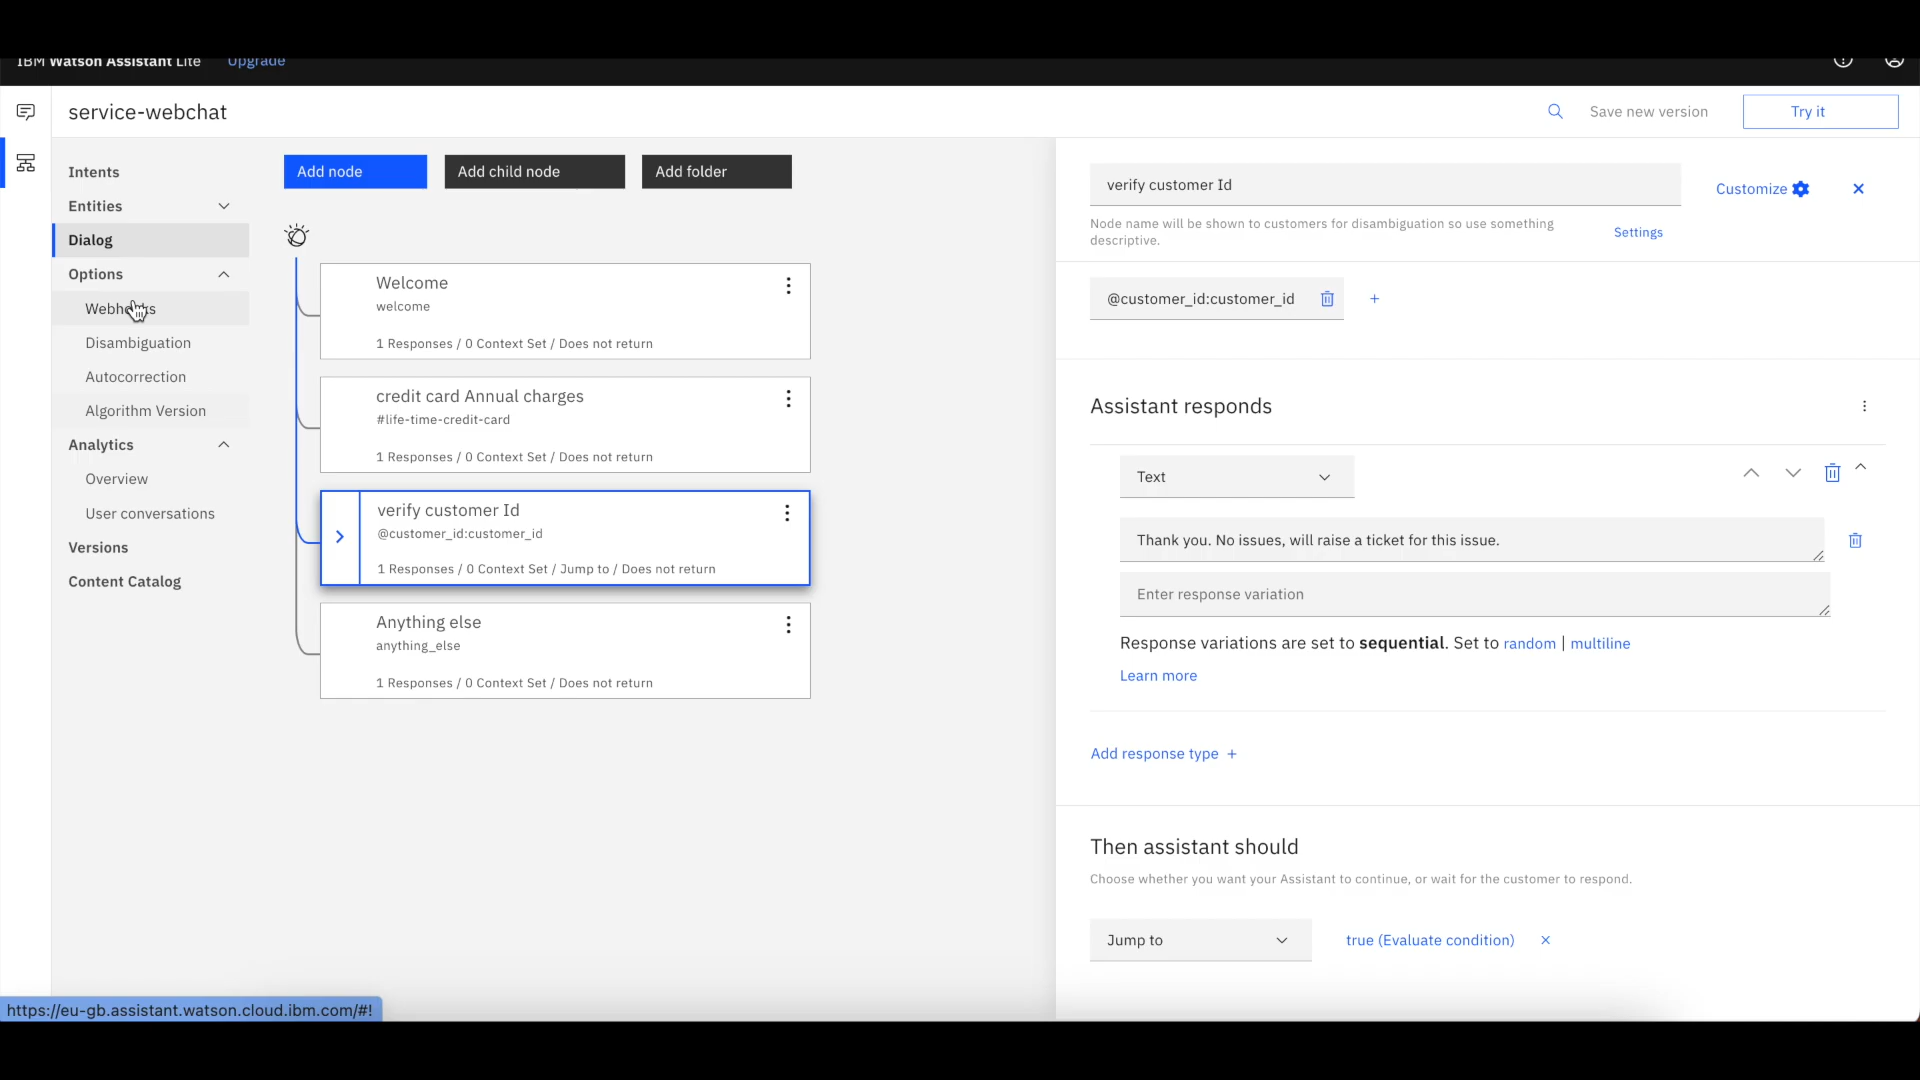 IBM Watson Assistant Lite Upgrade
service-webchat
Save new version
Try it
Intents
Entities
Dialog
Options
Webhooks
Disambiguation
Autocorrection
Algorithm Version
Analytics
Overview
User conversations
Versions
Content Catalog
Add node
Add child node
Add folder
Welcome
welcome
1 Responses / 0 Context Set / Does not return
credit card Annual charges
#life-time-credit-card
1 Responses / 0 Context Set / Does not return
verify customer Id
@customer_id:customer_id
1 Responses / 0 Context Set / Jump to / Does not return
Anything else
anything_else
1 Responses / 0 Context Set / Does not return
verify customer Id
Customize
Node name will be shown to customers for disambiguation so use something
descriptive.
Settings
@customer_id:customer_id
Assistant responds
Text
Thank you. No issues, will raise a ticket for this issue.
Enter response variation
Response variations are set to sequential. Set to random | multiline
Learn more
Add response type +
Then assistant should
Choose whether you want your Assistant to continue, or wait for the customer to respond.
Jump to
true (Evaluate condition)
https://eu-gb.assistant.watson.cloud.ibm.com/#!